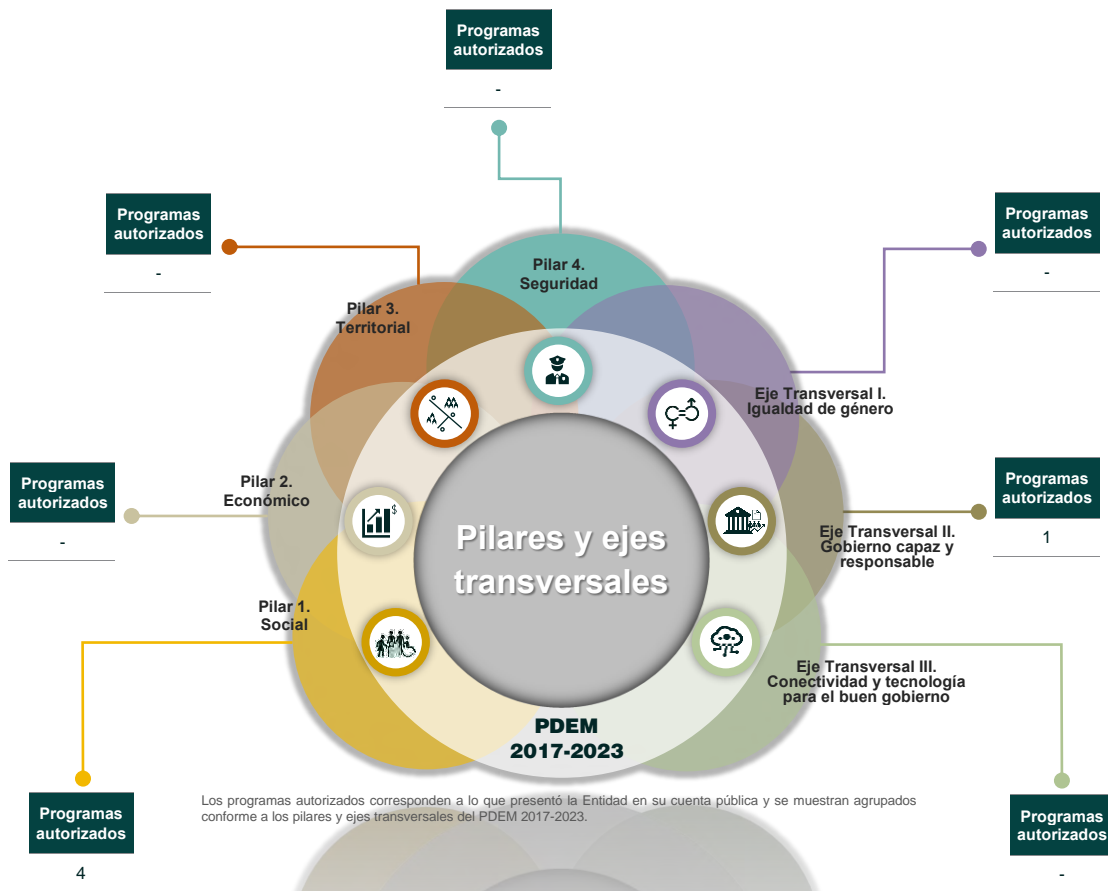 Programas
autorizados
-
Programas
autorizados
-
Programas
autorizados
-
Pilar 4.
Seguridad
Pilar 3.
Territorial
Eje Transversal I.
Igualdad de género
Programas
autorizados
-
Pilar 2.
Económico
$
Programas
autorizados
1
Pilares y ejes
transversales
Eje Transversal II.
Gobierno capaz y
responsable
Pilar 1.
Social
Eje Transversal III.
Conectividad y tecnología
para el buen gobierno
PDEM
2017-2023
Los programas autorizados corresponden a lo que presentó la Entidad en su cuenta pública y se muestran agrupados
conforme a los pilares y ejes transversales del PDEM 2017-2023.
Programas
autorizados
4
Programas
autorizados
-